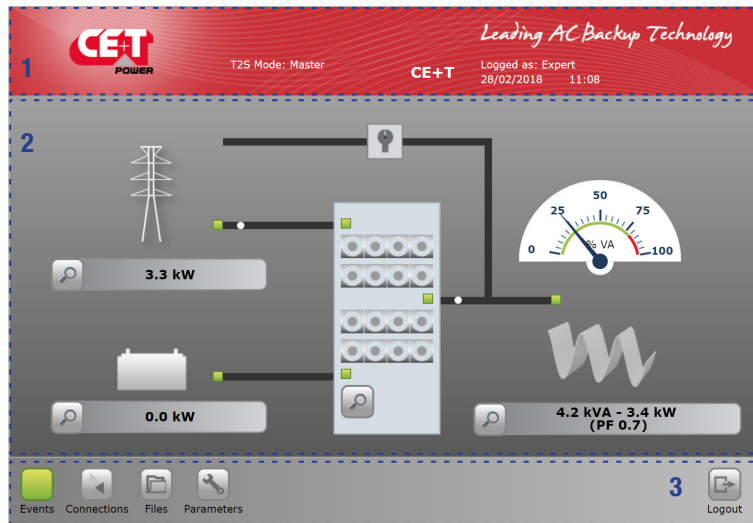 CE+T
POWER
Leading AC Backup Technology
1
T2S Mode: Master
CE+T
Logged as: Expert
28/02/2018 11:08
2
0
25
50
75
100
% VA
3.3 kW
0.0 kW
4.2 kVA - 3.4 kW
(PF 0.7)
3
Events
Connections
Files
Parameters
Logout